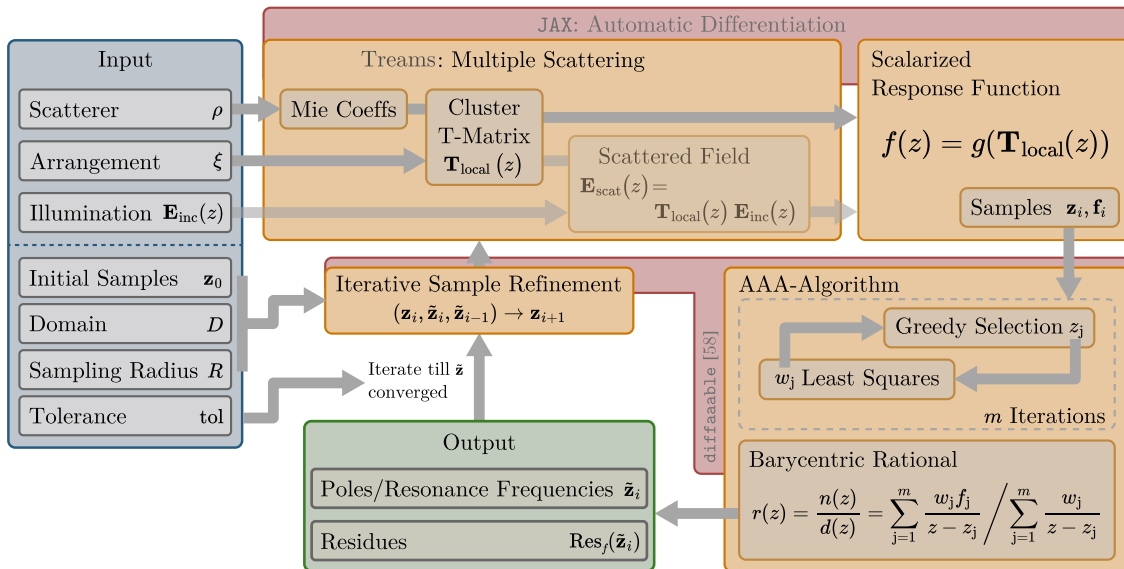 JAX: Automatic Differentiation
Input
Scatterer ρ
Arrangement ξ
Illumination E_inc(z)
Initial Samples z_0
Domain D
Sampling Radius R
Tolerance tol
Treams: Multiple Scattering
Mie Coeffs
Cluster
T-Matrix
T_local (z)
Scattered Field
E_scat(z) =
T_local(z) E_inc(z)
Scalarized
Response Function
f(z) = g(T_local(z))
Samples z_i, f_i
Iterative Sample Refinement
(z_i, z̃_i, z̃_{i−1}) → z_{i+1}
Iterate till z̃
converged
Output
Poles/Resonance Frequencies z̃_i
Residues Res_f(z̃_i)
diffaaable [58]
AAA-Algorithm
Greedy Selection z_j
w_j Least Squares
m Iterations
Barycentric Rational
r(z) = n(z)/d(z) = ∑_{j=1}^{m} w_j f_j/(z − z_j) / ∑_{j=1}^{m} w_j/(z − z_j)